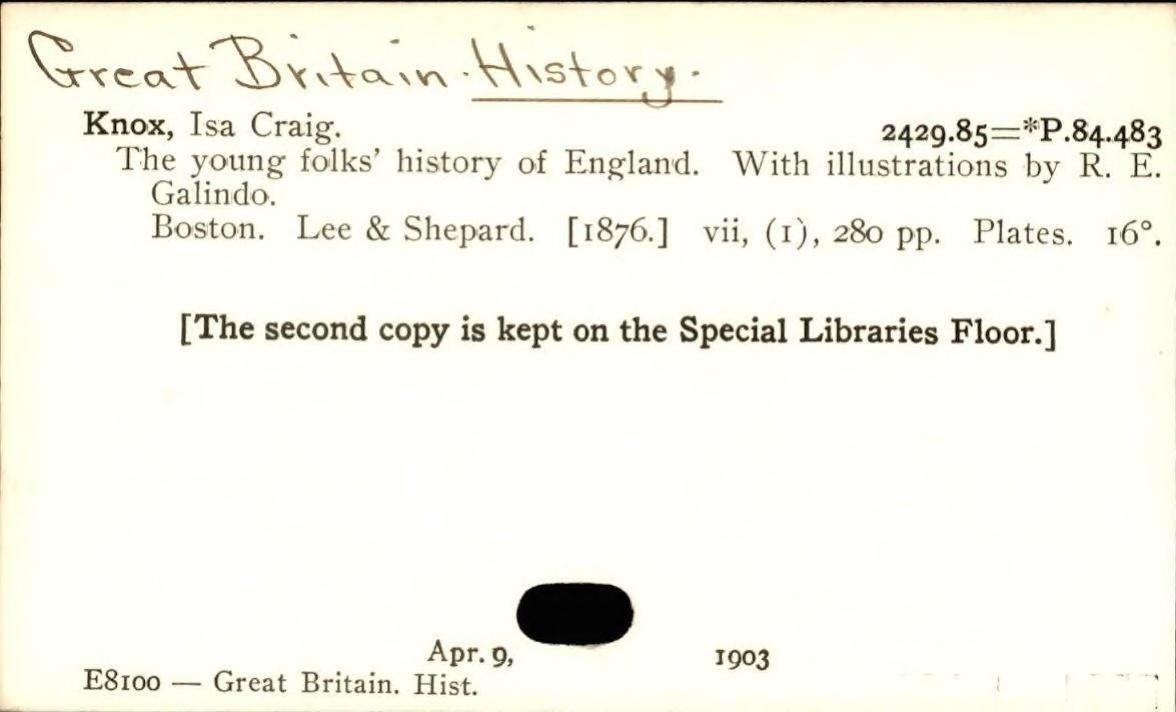 Great Britain. History.
Knox, Isa Craig. 2429.85=*P.84.483
The young folks' history of England. With illustrations by R. E.
Galindo.
Boston. Lee & Shepard. [1876.] vii, (1), 280 pp. Plates. 16°.
[The second copy is kept on the Special Libraries Floor.]
Apr. 9, 1903
E8100 — Great Britain. Hist.